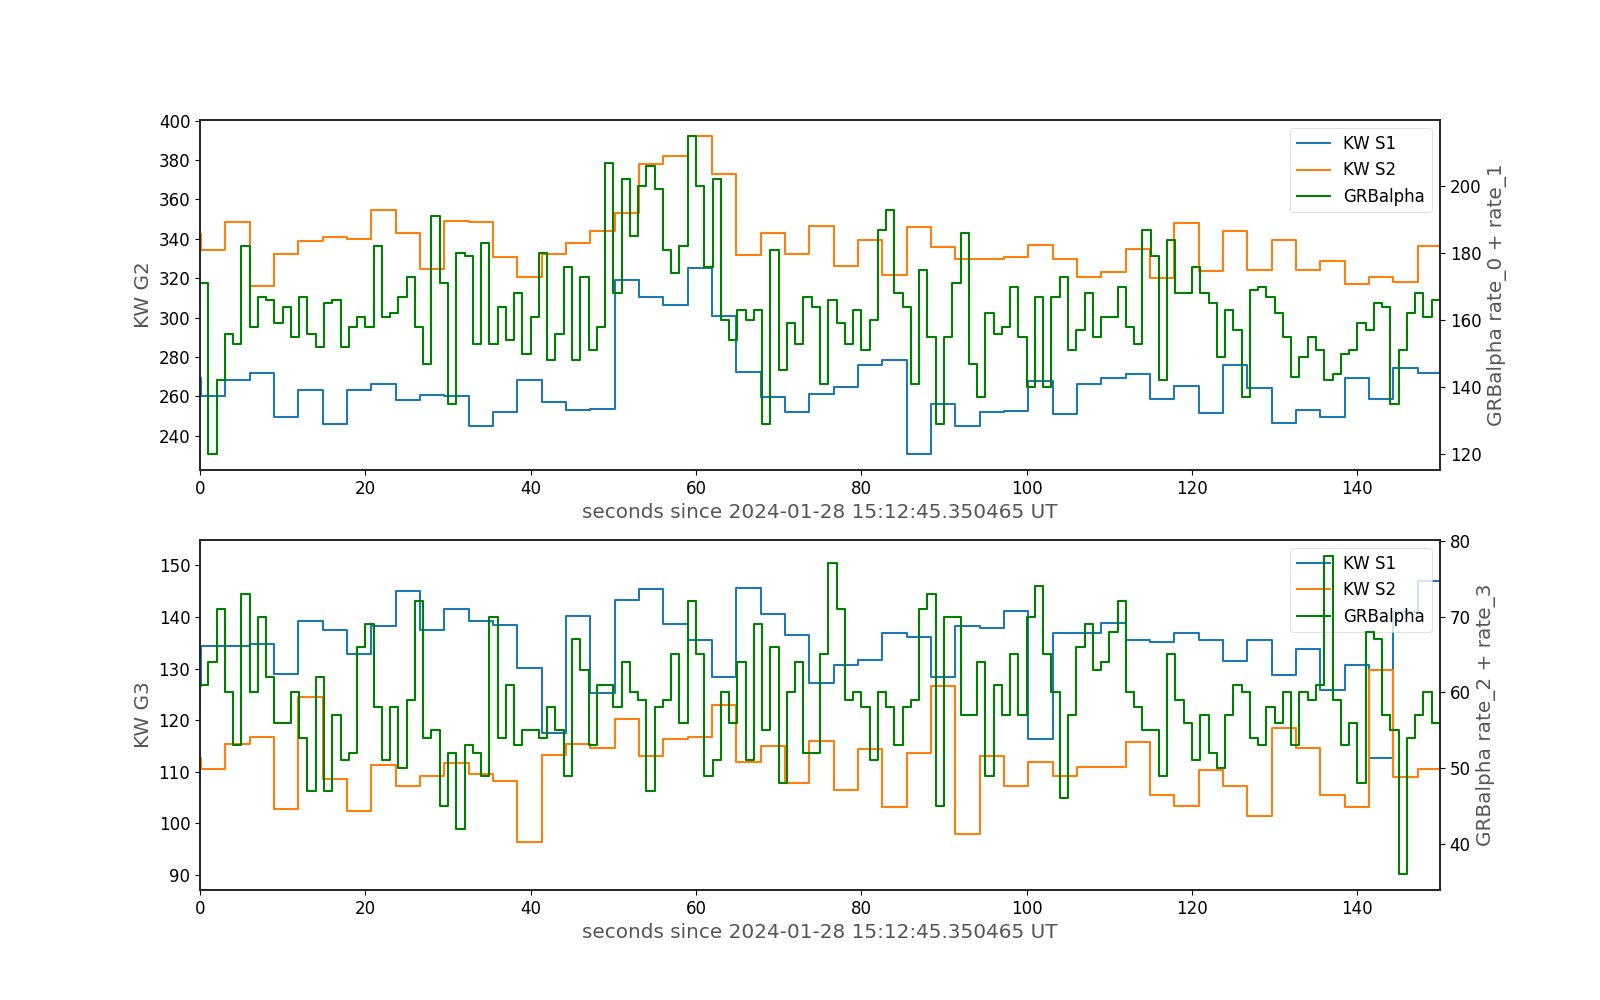 400
380
360
340
320
300
280
260
240
KW G2
KW S1
KW S2
GRBalpha
200
180
160
140
120
GRBalpha rate_0 + rate_1
0 20 40 60 80 100 120 140
seconds since 2024-01-28 15:12:45.350465 UT
150
140
130
120
110
100
90
KW G3
KW S1
KW S2
GRBalpha
80
70
60
50
40
GRBalpha rate_2 + rate_3
0 20 40 60 80 100 120 140
seconds since 2024-01-28 15:12:45.350465 UT